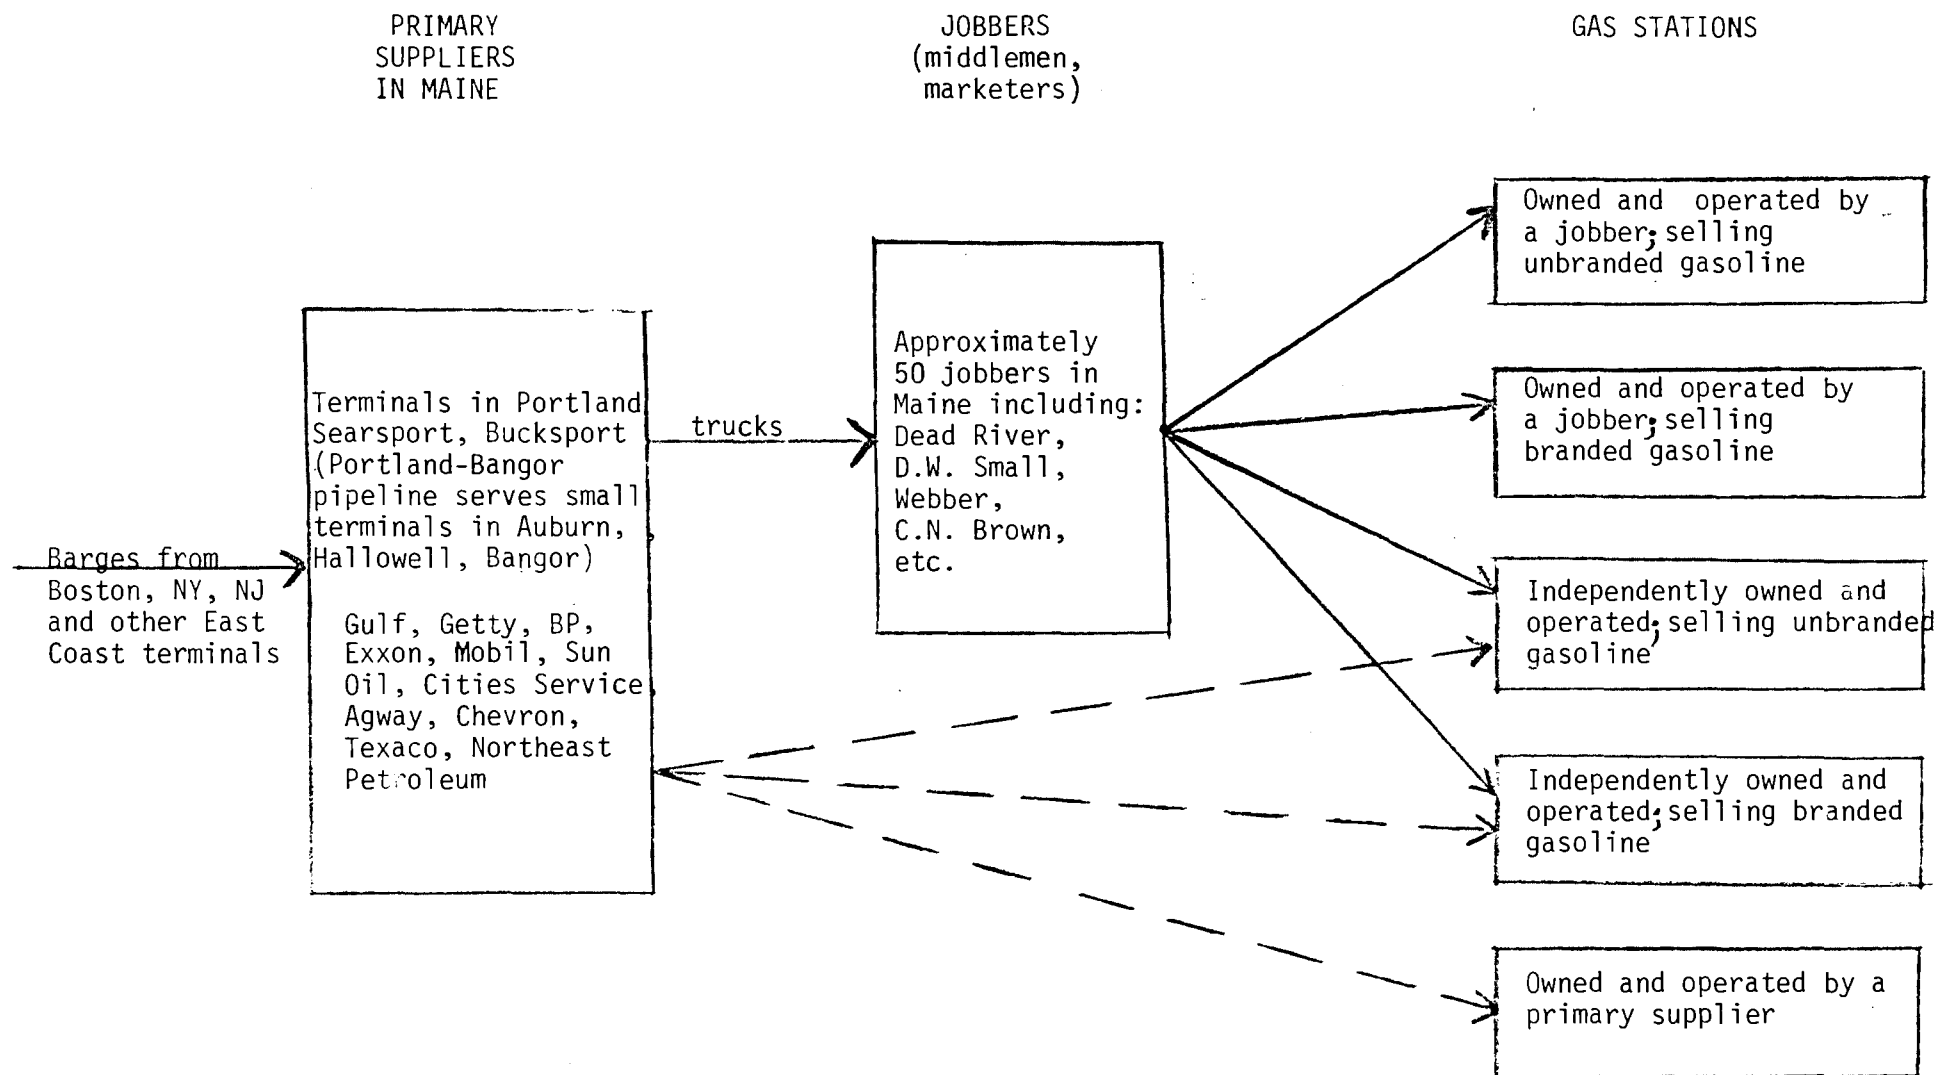 PRIMARY
SUPPLIERS
IN MAINE
JOBBERS
(middlemen,
marketers)
GAS STATIONS
Barges from
Boston, NY, NJ
and other East
Coast terminals
Terminals in Portland
Searsport, Bucksport
(Portland-Bangor
pipeline serves small
terminals in Auburn,
Hallowell, Bangor)
Gulf, Getty, BP,
Exxon, Mobil, Sun
Oil, Cities Service,
Agway, Chevron,
Texaco, Northeast
Petroleum
trucks
Approximately
50 jobbers in
Maine including:
Dead River,
D.W. Small,
Webber,
C.N. Brown,
etc.
Owned and operated by
a jobber; selling
unbranded gasoline
Owned and operated by
a jobber; selling
branded gasoline
Independently owned and
operated; selling unbranded
gasoline
Independently owned and
operated; selling branded
gasoline
Owned and operated by a
primary supplier